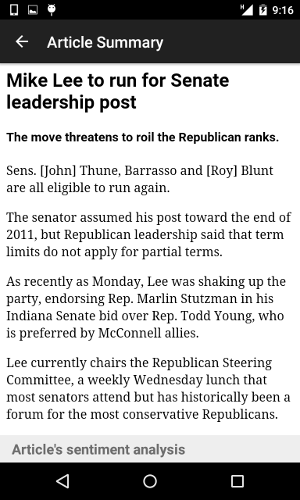 H
9:16
Article Summary
Mike Lee to run for Senate
leadership post
The move threatens to roil the Republican ranks.
Sens. [John] Thune, Barrasso and [Roy] Blunt
are all eligible to run again.
The senator assumed his post toward the end of
2011, but Republican leadership said that term
limits do not apply for partial terms.
As recently as Monday, Lee was shaking up the
party, endorsing Rep. Marlin Stutzman in his
Indiana Senate bid over Rep. Todd Young, who
is preferred by McConnell allies.
Lee currently chairs the Republican Steering
Committee, a weekly Wednesday lunch that
most senators attend but has historically been a
forum for the most conservative Republicans.
Article's sentiment analysis